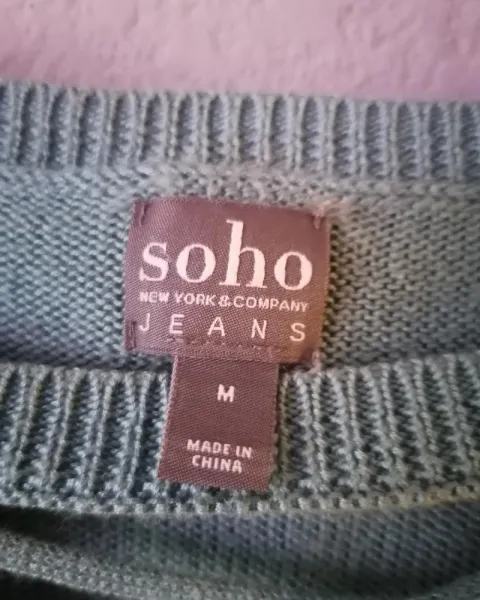 soho
NEW YORK & COMPANY
JEANS
M
MADE IN
CHINA